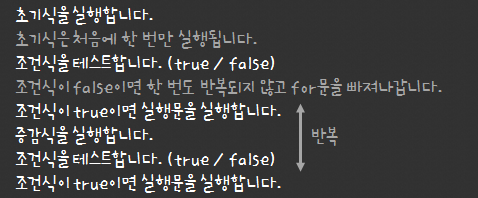 초기식을 실행합니다.
초기식은 처음에 한 번만 실행됩니다.
조건식을 테스트합니다. (true / false)
조건식이 false이면 한 번도 반복되지 않고 for문을 빠져나갑니다.
조건식이 true이면 실행문을 실행합니다.
증감식을 실행합니다.
반복
조건식을 테스트합니다. (true / false)
조건식이 true이면 실행문을 실행합니다.